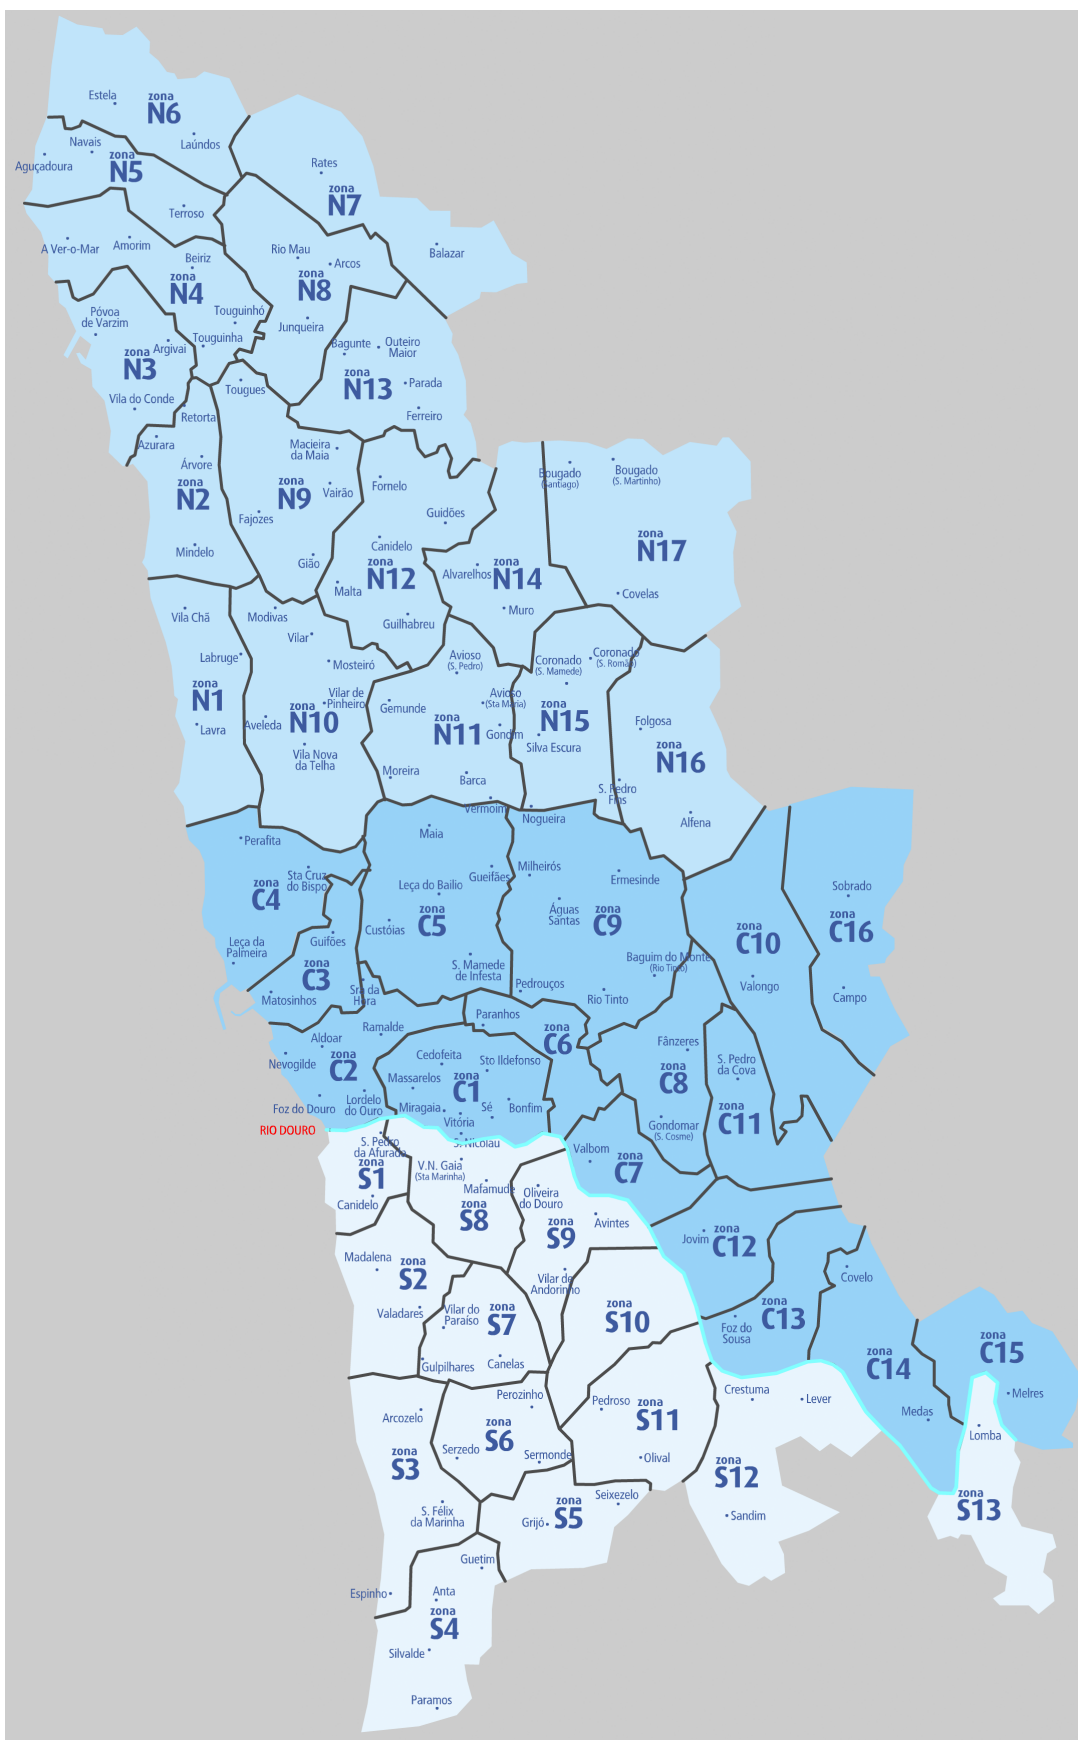 Estela
zona
N6
Laúndos
Navais
Aguçadoura
zona
N5
Rates
zona
N7
Terroso
A Ver-o-Mar
Amorim
Beiriz
zona
N4
Rio Mau
Arcos
zona
N8
Balazar
Póvoa
de Varzim
Touguinhó
Touguinha
Junqueira
Argivai
zona
N3
Bagunte
Outeiro
Maior
zona
N13
Parada
Ferreiro
Vila do Conde
Tougues
Retorta
Azurara
Árvore
zona
N2
Mindelo
Macieira
da Maia
zona
N9
Vairão
Fajozes
Gião
Fornelo
Guidões
Canidelo
zona
N12
Malta
Guilhabreu
Alvarelhos
zona
N14
Muro
Bougado
(Santiago)
Bougado
(S. Martinho)
zona
N17
Covelas
Vila Chã
Labruge
zona
N1
Lavra
Modivas
Vilar
Mosteiró
Vilar de
Pinheiro
Aveleda
zona
N10
Vila Nova
da Telha
Avioso
(S. Pedro)
Avioso
(Sta Maria)
Gemunde
zona
N11
Gondim
Moreira
Barca
Vermoim
Coronado
(S. Mamede)
Coronado
(S. Romão)
zona
N15
Silva Escura
Folgosa
zona
N16
S. Pedro
Fins
Alfena
Nogueira
Perafita
Sta Cruz
do Bispo
zona
C4
Leça da
Palmeira
Guifões
zona
C3
Matosinhos
Sra da
Hora
Maia
Gueifães
Leça do Bailio
zona
C5
Custóias
S. Mamede
de Infesta
Milheirós
Ermesinde
Águas
Santas
zona
C9
Baguim do Monte
(Rio Tinto)
Pedrouços
Rio Tinto
zona
C10
Valongo
Sobrado
zona
C16
Campo
Paranhos
zona
C6
Ramalde
Aldoar
Nevogilde
zona
C2
Foz do Douro
Lordelo
do Ouro
Cedofeita
Sto Ildefonso
Massarelos
zona
C1
Miragaia
Sé
Bonfim
Vitória
S. Nicolau
Fânzeres
zona
C8
Gondomar
(S. Cosme)
S. Pedro
da Cova
zona
C11
Valbom
zona
C7
RIO DOURO
S. Pedro
da Afurada
zona
S1
Canidelo
V.N. Gaia
(Sta Marinha)
Mafamude
zona
S8
Oliveira
do Douro
zona
S9
Avintes
Vilar de
Andorinho
Jovim
zona
C12
Covelo
Foz do
Sousa
zona
C13
zona
C14
Medas
zona
C15
Melres
Lomba
Madalena
zona
S2
Valadares
Vilar do
Paraíso
zona
S7
Gulpilhares
Canelas
zona
S10
Pedroso
zona
S11
Olival
Crestuma
Lever
zona
S12
Sandim
zona
S13
Arcozelo
zona
S3
S. Félix
da Marinha
Perozinho
zona
S6
Serzedo
Sermonde
Seixezelo
zona
S5
Grijó
Guetim
Espinho
Anta
zona
S4
Silvalde
Paramos